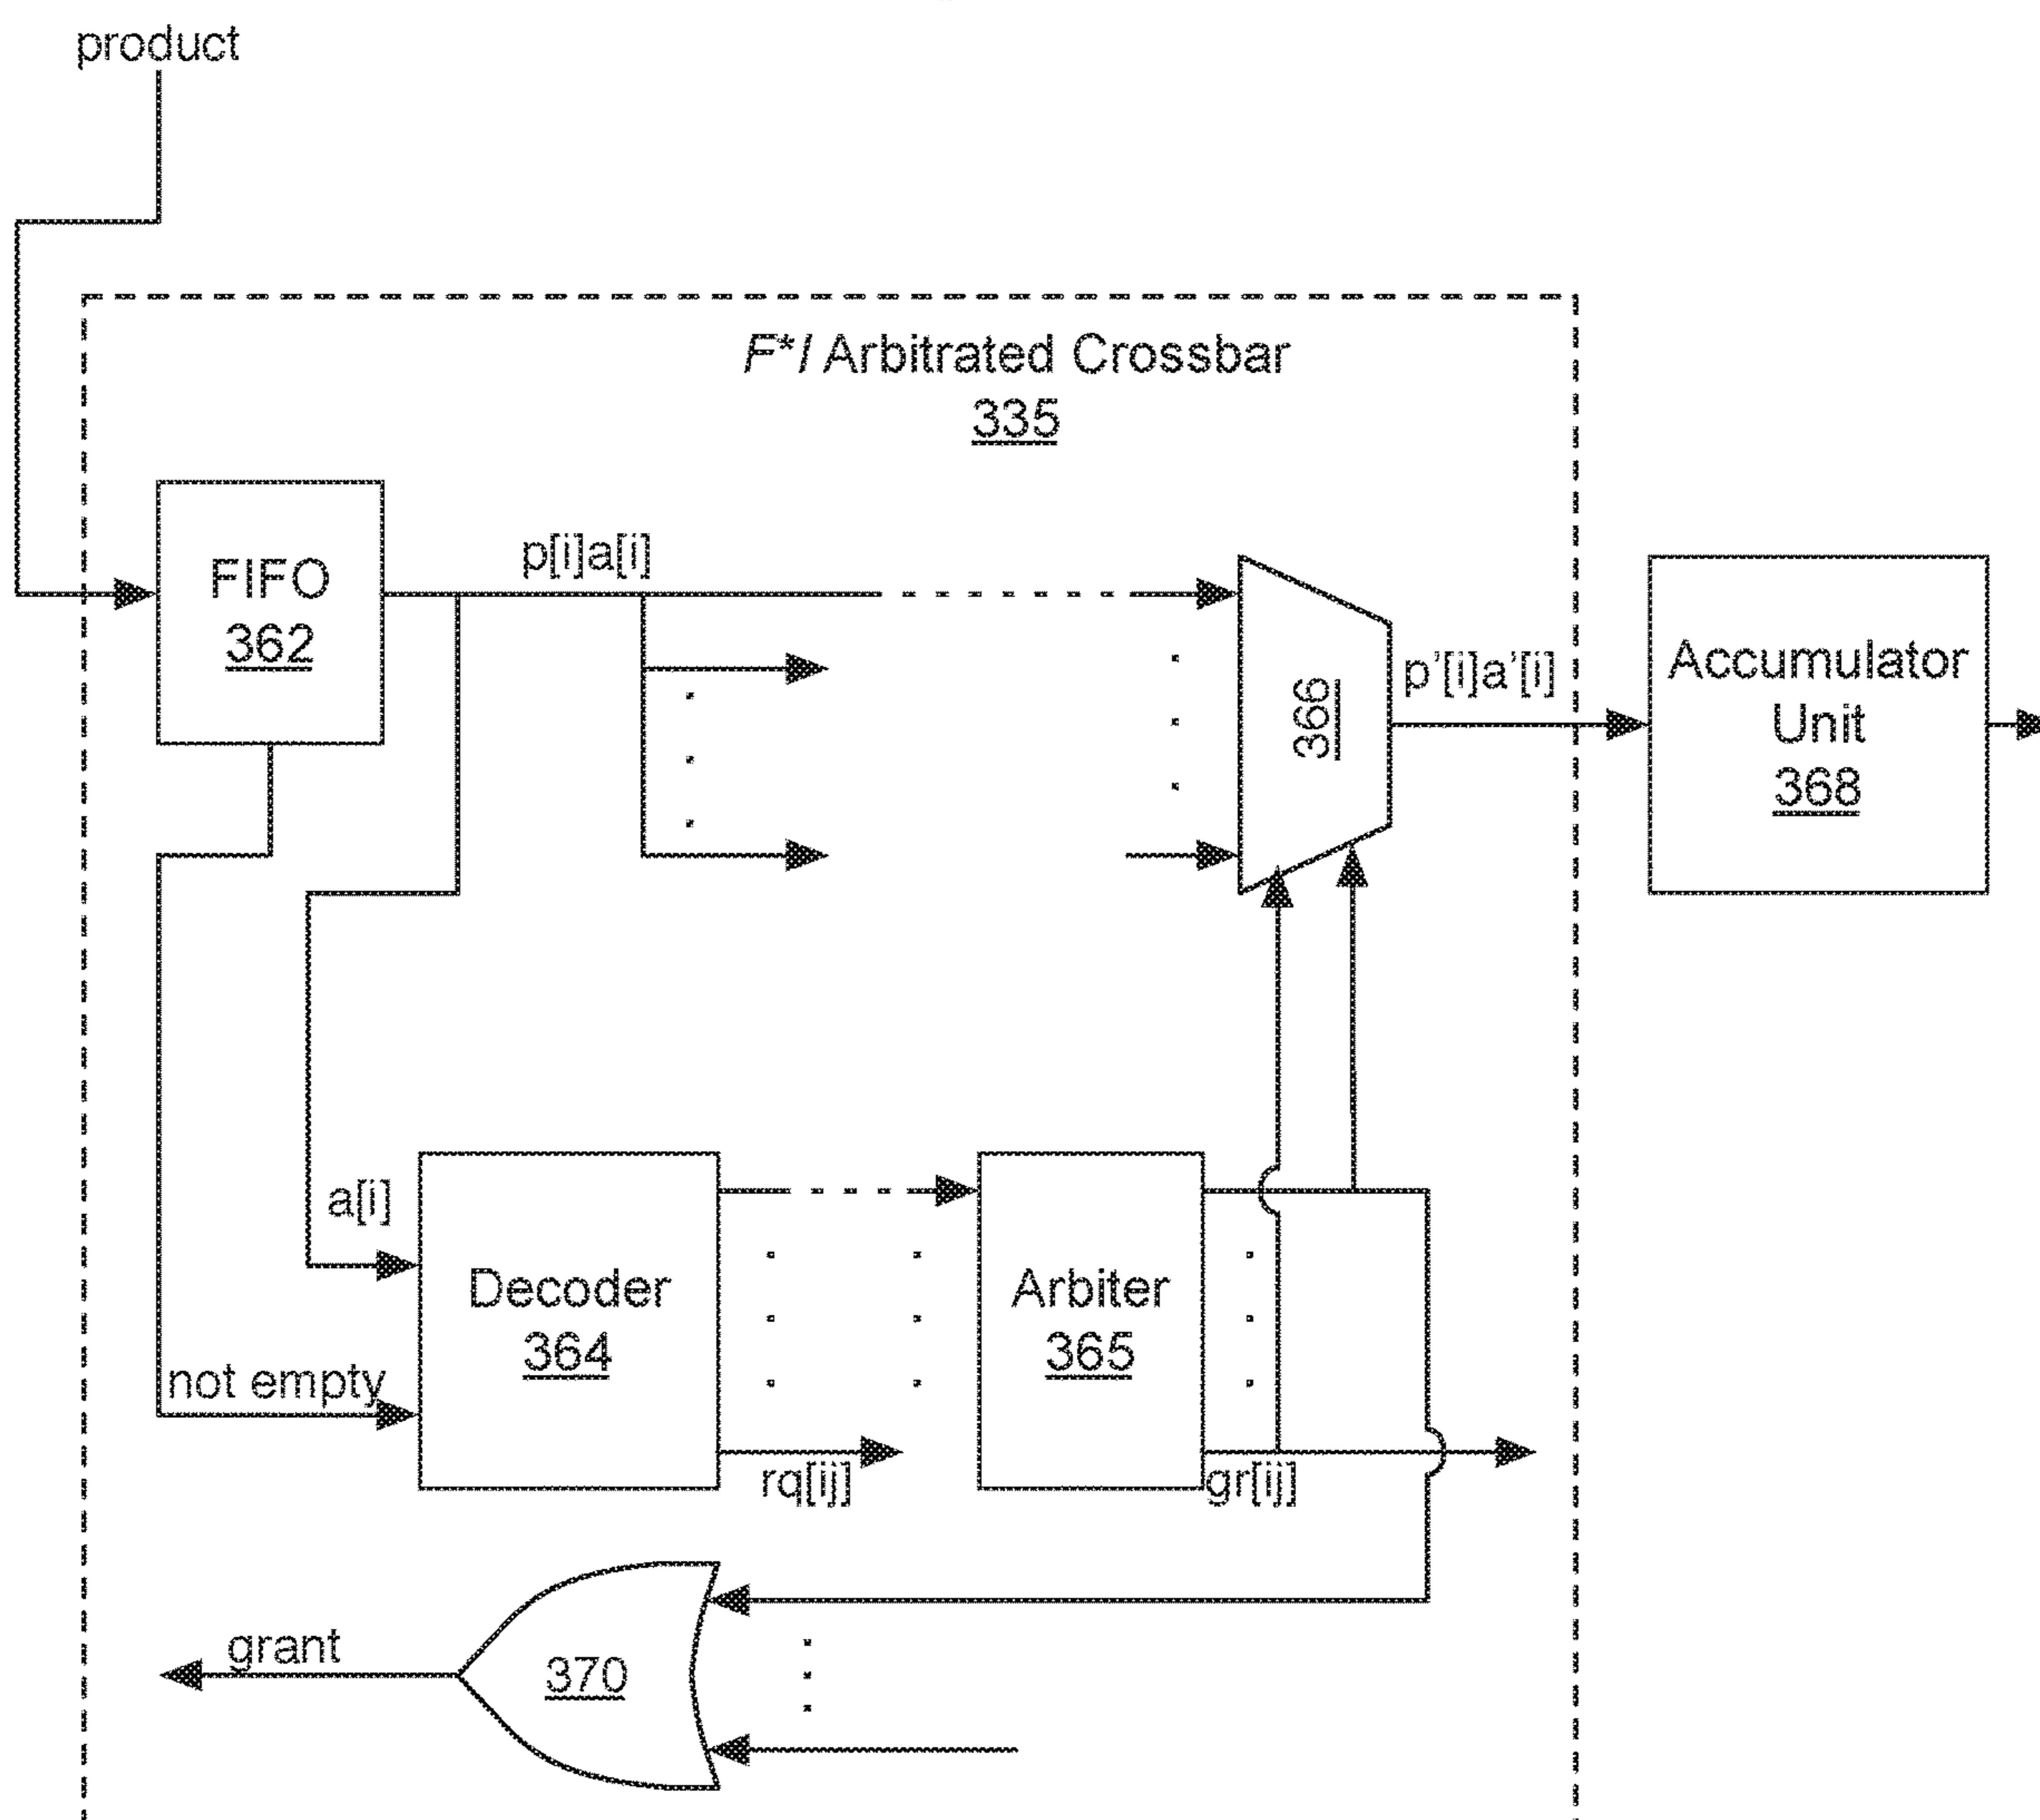 product
F*I Arbitrated Crossbar
335
FIFO
362
p[i]a[i]
366
p'[i]a'[i]
Accumulator
Unit
368
a[i]
Decoder
364
Arbiter
365
not empty
rq[ij]
gr[ij]
grant
370